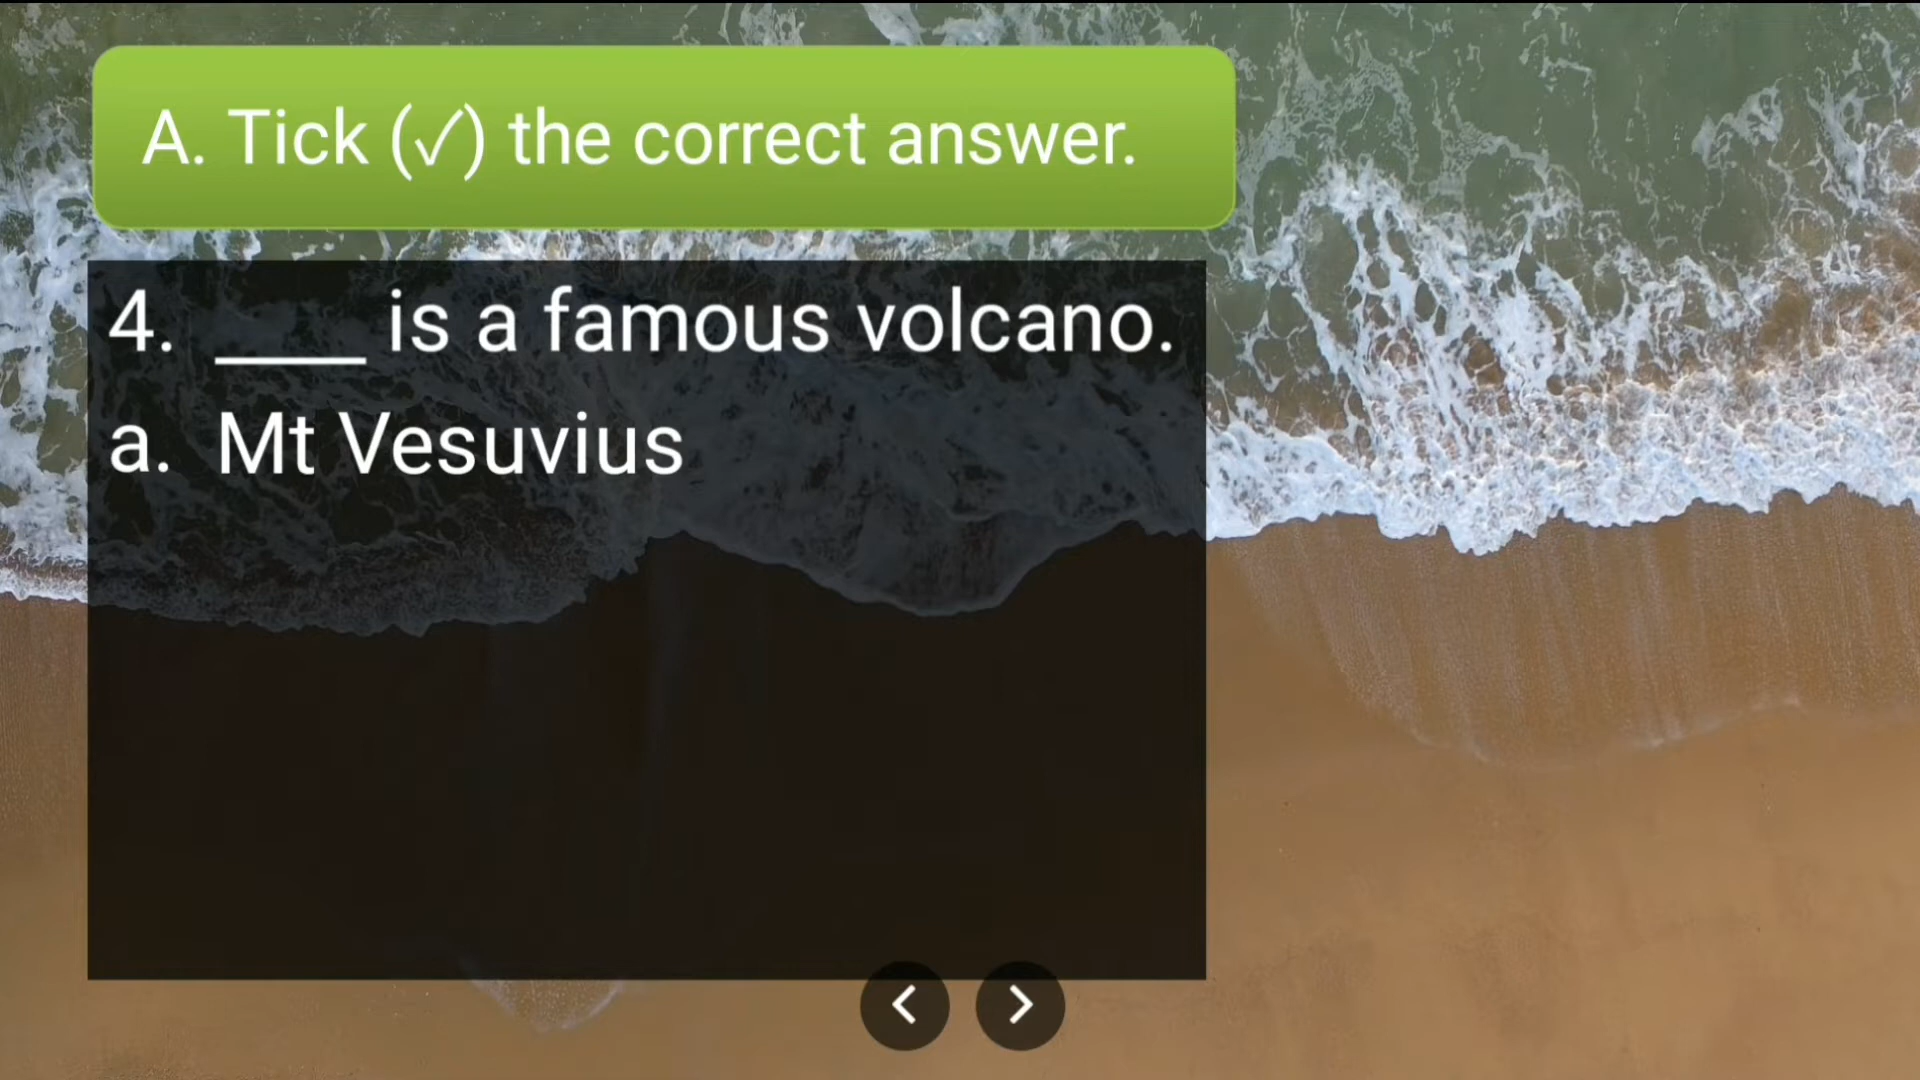 A. Tick (✓) the correct answer.
4. ____ is a famous volcano.
a. Mt Vesuvius